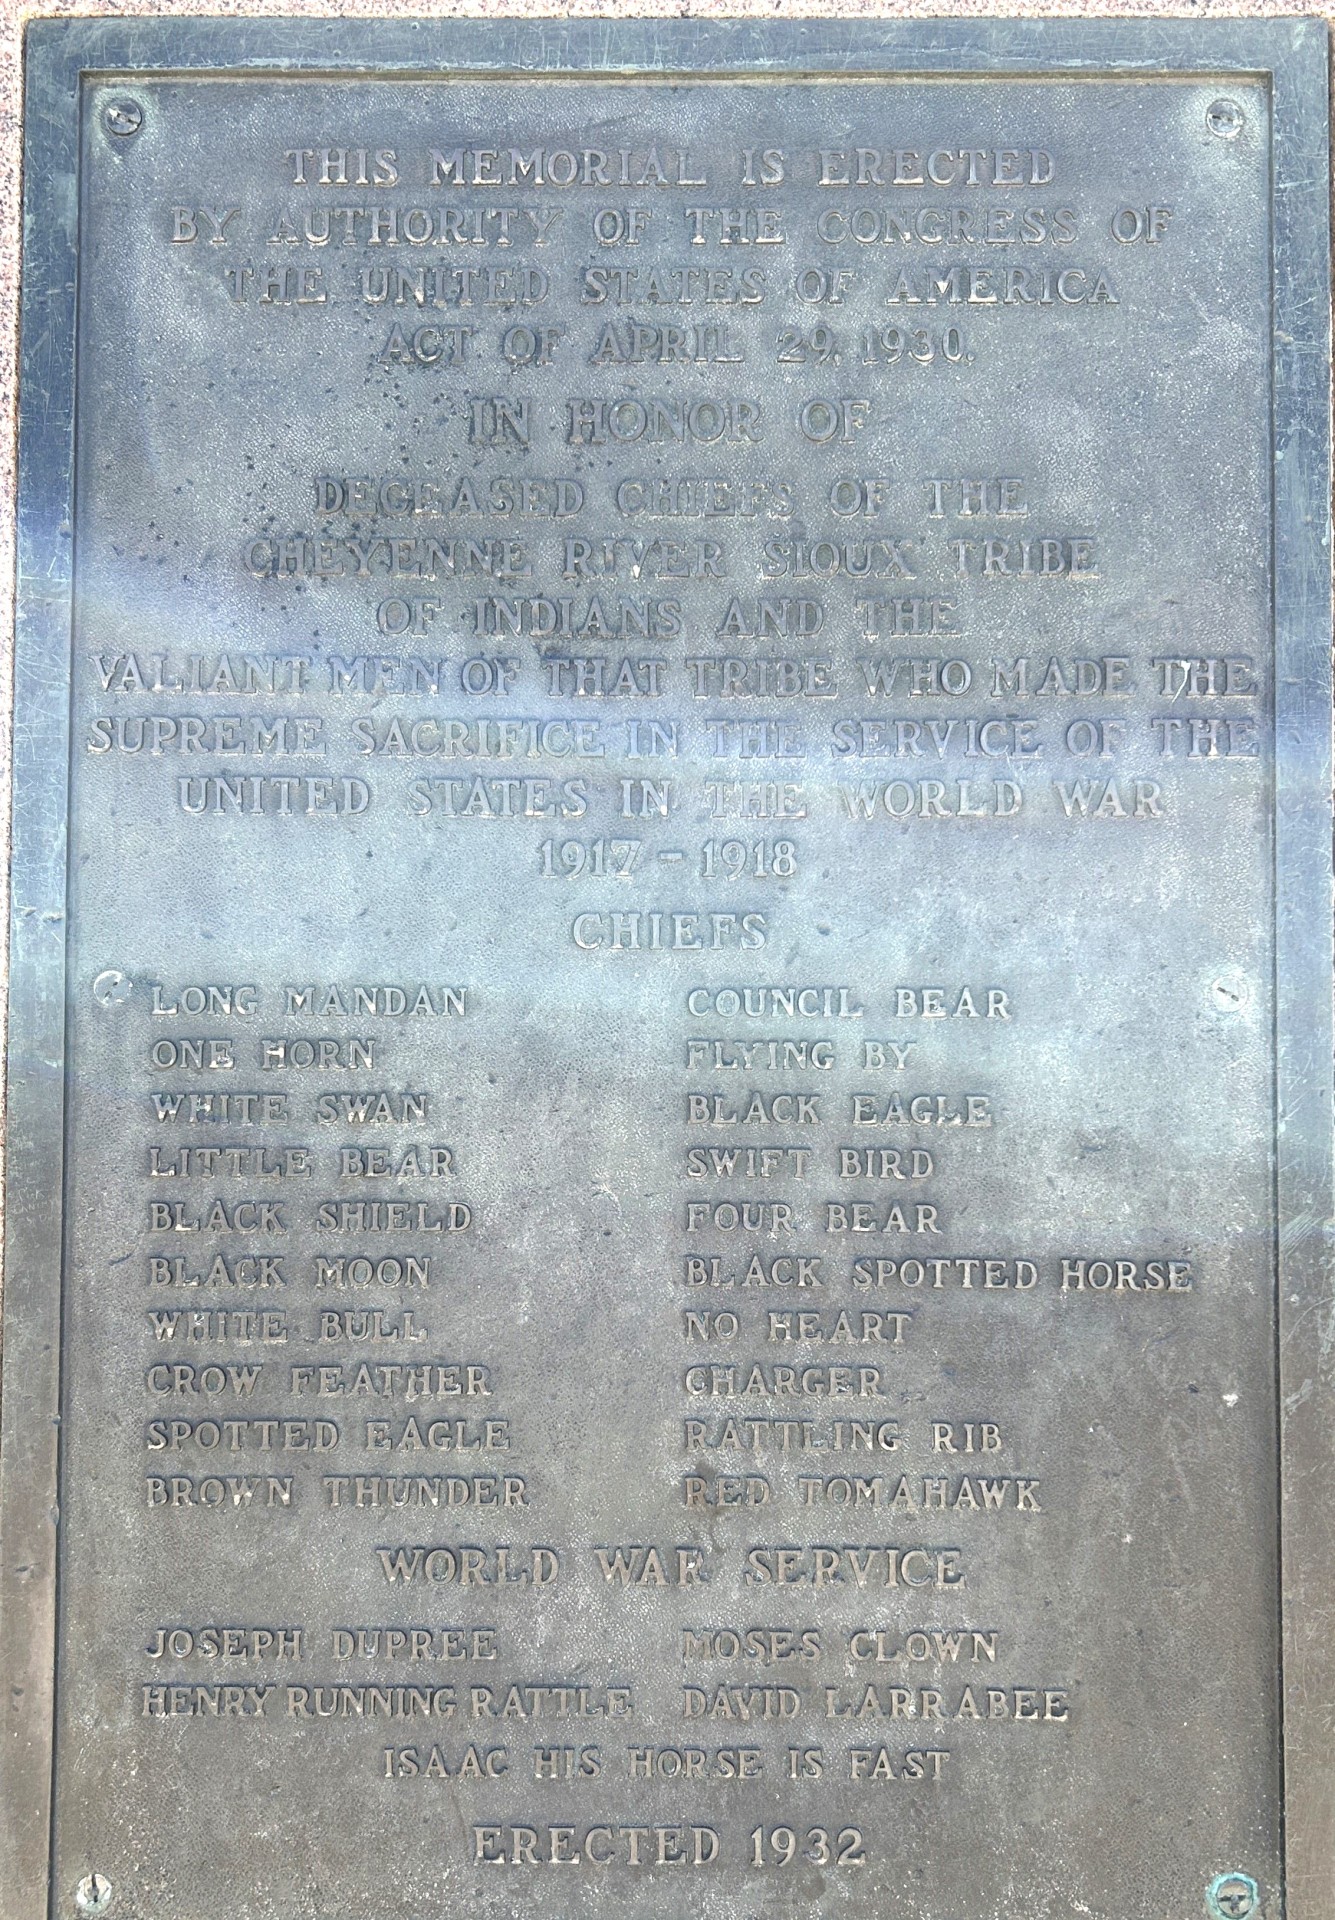 THIS MEMORIAL IS ERECTED
BY AUTHORITY OF THE CONGRESS OF
THE UNITED STATES OF AMERICA
ACT OF APRIL 29, 1930.
IN HONOR OF
DECEASED CHIEFS OF THE
CHEYENNE RIVER SIOUX TRIBE
OF INDIANS AND THE
VALIANT MEN OF THAT TRIBE WHO MADE THE
SUPREME SACRIFICE IN THE SERVICE OF THE
UNITED STATES IN THE WORLD WAR
1917 - 1918
CHIEFS
LONG MANDAN
ONE HORN
WHITE SWAN
LITTLE BEAR
BLACK SHIELD
BLACK MOON
WHITE BULL
CROW FEATHER
SPOTTED EAGLE
BROWN THUNDER
COUNCIL BEAR
FLYING BY
BLACK EAGLE
SWIFT BIRD
FOUR BEAR
BLACK SPOTTED HORSE
NO HEART
CHARGER
RATTLING RIB
RED TOMAHAWK
WORLD WAR SERVICE
JOSEPH DUPREE
MOSES CLOWN
HENRY RUNNING RATTLE
DAVID LARRABEE
ISAAC HIS HORSE IS FAST
ERECTED 1932